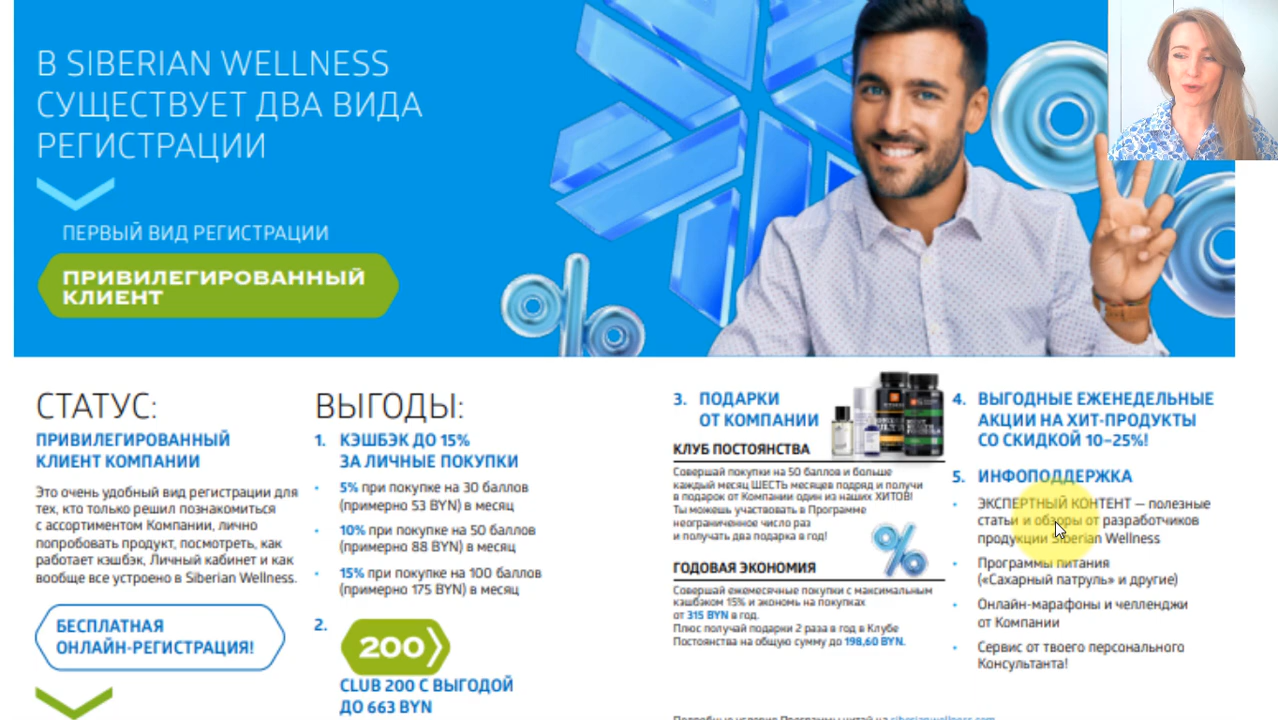 В SIBERIAN WELLNESS
СУЩЕСТВУЕТ ДВА ВИДА
РЕГИСТРАЦИИ
ПЕРВЫЙ ВИД РЕГИСТРАЦИИ
ПРИВИЛЕГИРОВАННЫЙ
КЛИЕНТ
СТАТУС:
ПРИВИЛЕГИРОВАННЫЙ
КЛИЕНТ КОМПАНИИ
Это очень удобный вид регистрации для
тех, кто только решил познакомиться
с ассортиментом Компании, лично
попробовать продукт, посмотреть, как
работает кэшбэк, Личный кабинет и как
вообще все устроено в Siberian Wellness.
БЕСПЛАТНАЯ
ОНЛАЙН-РЕГИСТРАЦИЯ!
ВЫГОДЫ:
1. КЭШБЭК ДО 15%
ЗА ЛИЧНЫЕ ПОКУПКИ
• 5% при покупке на 30 баллов
(примерно 53 BYN) в месяц
• 10% при покупке на 50 баллов
(примерно 88 BYN) в месяц
• 15% при покупке на 100 баллов
(примерно 175 BYN) в месяц
2. 200
CLUB 200 С ВЫГОДОЙ
ДО 663 BYN
3. ПОДАРКИ
ОТ КОМПАНИИ
КЛУБ ПОСТОЯНСТВА
Совершай покупки на 50 баллов и больше
каждый месяц ШЕСТЬ месяцев подряд и получи
в подарок от Компании один из наших ХИТОВ!
Ты можешь участвовать в Программе
неограниченное число раз
и получать два подарка в год!
ГОДОВАЯ ЭКОНОМИЯ
Совершай ежемесячные покупки с максимальным
кэшбэком 15% и экономь на покупках
от 315 BYN в год.
Плюс получай подарки 2 раза в год в Клубе
Постоянства на общую сумму до 198,60 BYN.
Подробные условия Программы читай на siberianwellness.com
4. ВЫГОДНЫЕ ЕЖЕНЕДЕЛЬНЫЕ
АКЦИИ НА ХИТ-ПРОДУКТЫ
СО СКИДКОЙ 10–25%!
5. ИНФОПОДДЕРЖКА
• ЭКСПЕРТНЫЙ КОНТЕНТ — полезные
статьи и обзоры от разработчиков
продукции Siberian Wellness
• Программы питания
(«Сахарный патруль» и другие)
• Онлайн-марафоны и челленджи
от Компании
• Сервис от твоего персонального
Консультанта!